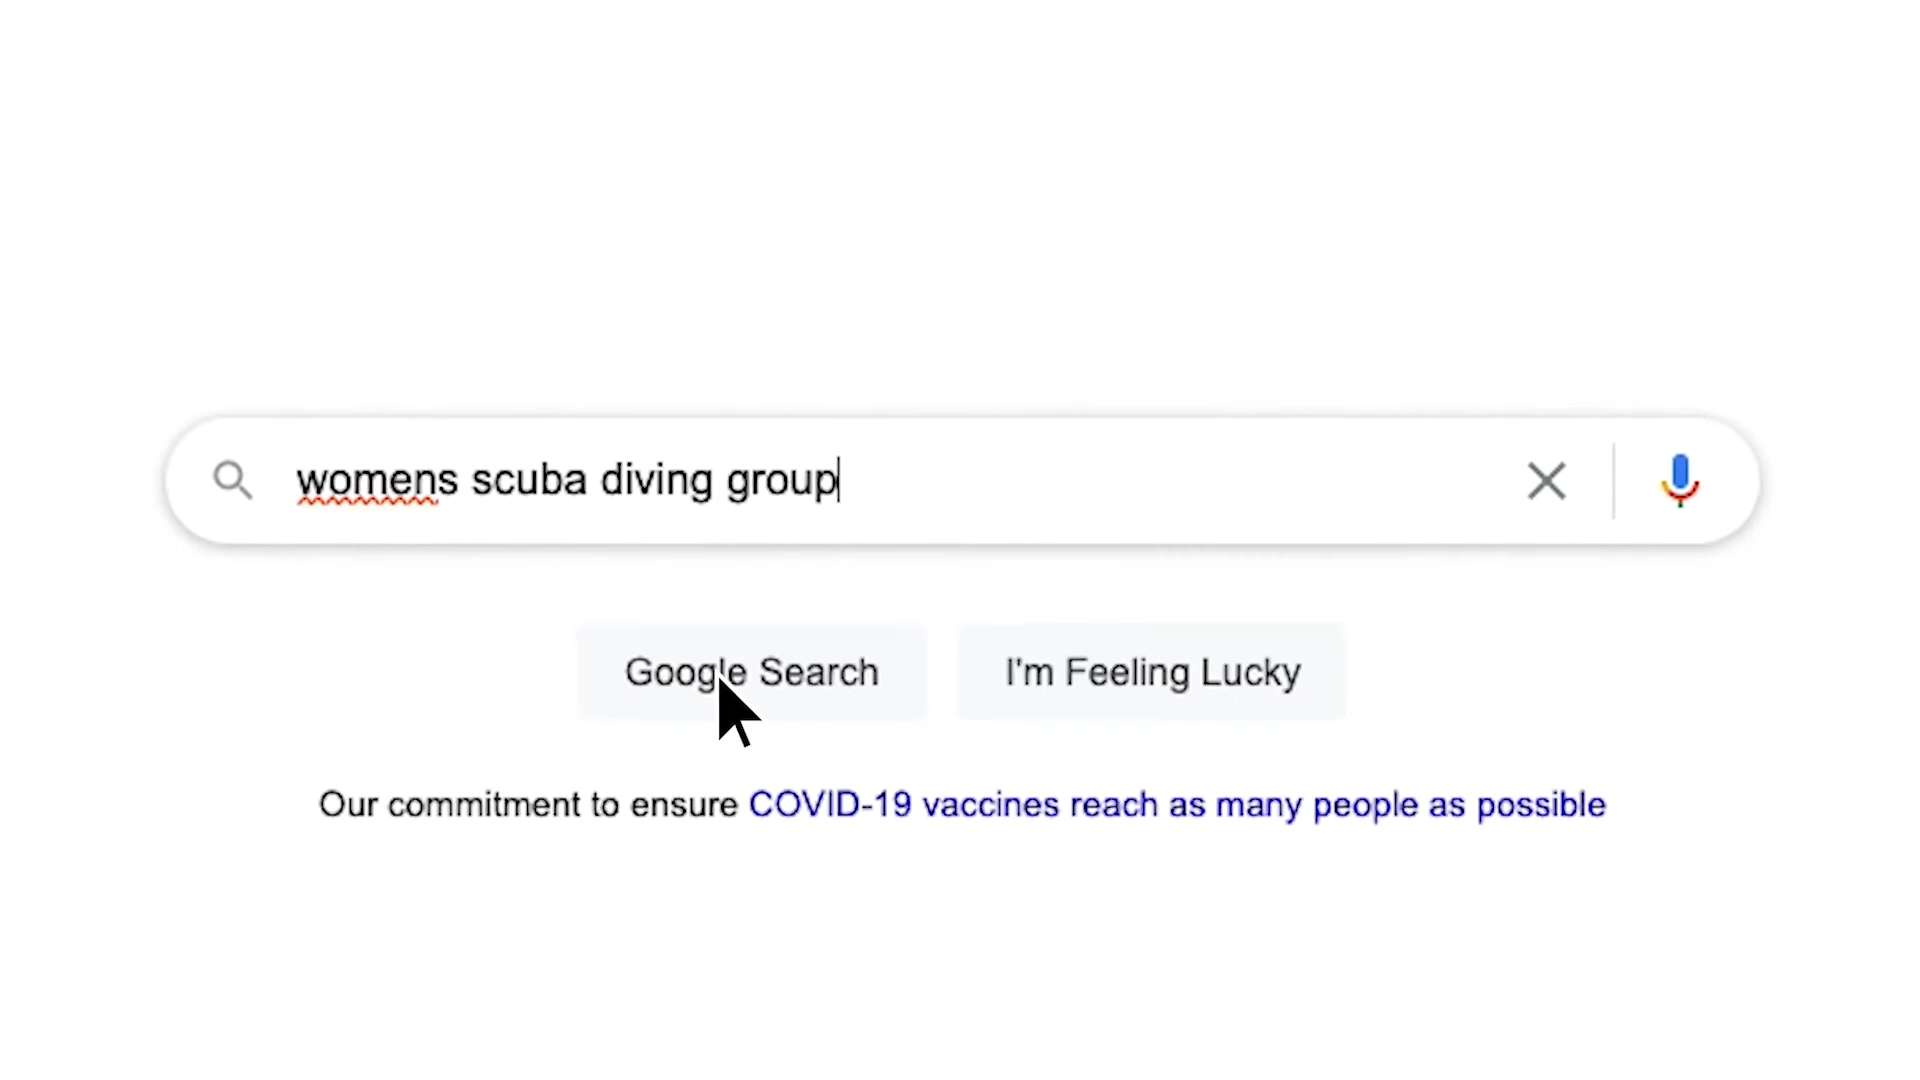 womens scuba diving group
Google Search
I'm Feeling Lucky
Our commitment to ensure COVID-19 vaccines reach as many people as possible